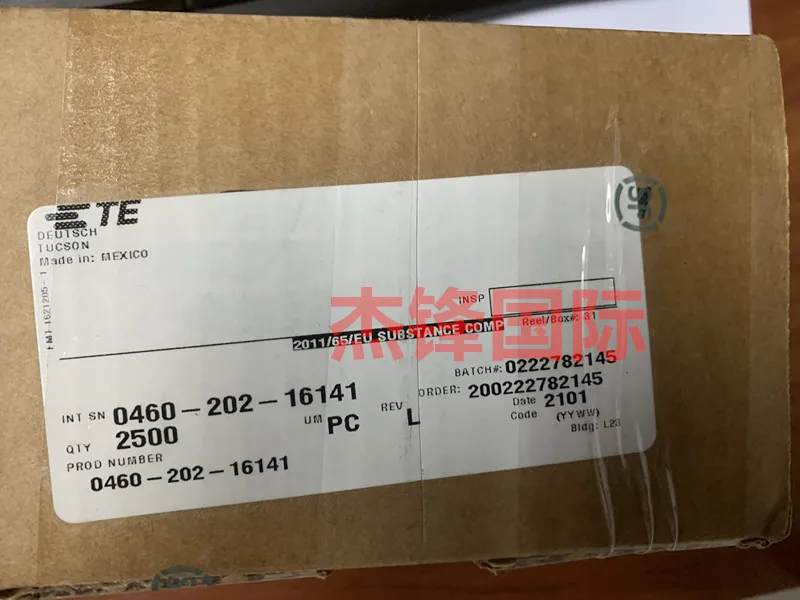 TE
DEUTSCH
TUCSON
Made in: MEXICO
INSP
2011/65/EU SUBSTANCE COMP
Reel/Box#: 31
杰锋国际
BATCH#: 0222782145
INT SN 0460-202-16141
UM PC
REV L
ORDER: 200222782145
QTY 2500
Date Code 2101
(YYWW)
Bldg: L23
PROD NUMBER
0460-202-16141